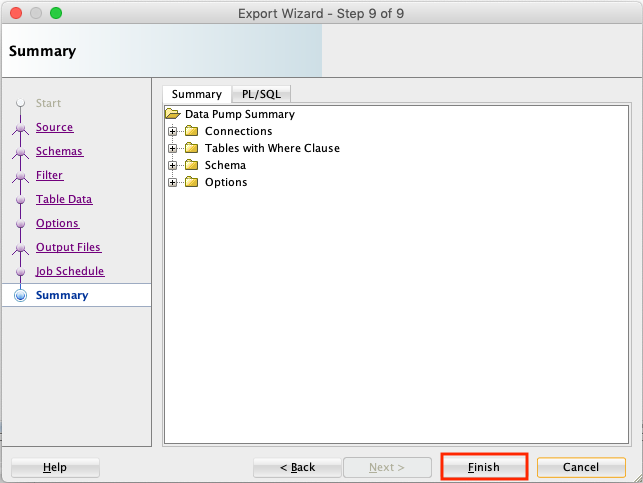 Export Wizard - Step 9 of 9
Summary
Start
Source
Schemas
Filter
Table Data
Options
Output Files
Job Schedule
Summary
Summary PL/SQL
Data Pump Summary
Connections
Tables with Where Clause
Schema
Options
Help < Back Next > Finish Cancel